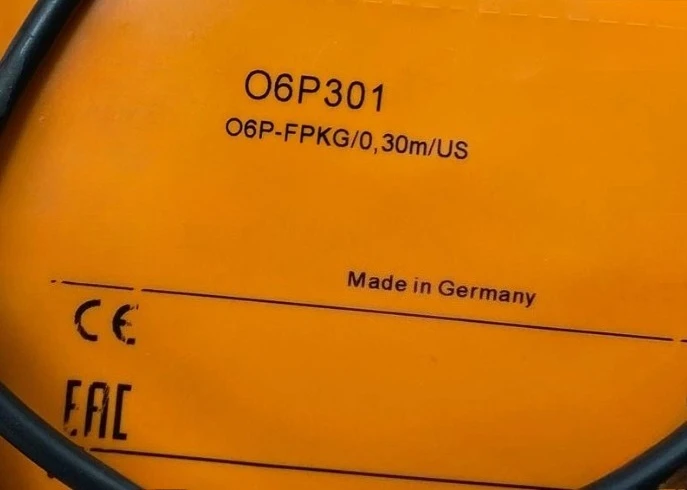 O6P301
O6P-FPKG/0,30m/US
Made in Germany
CE
EAC